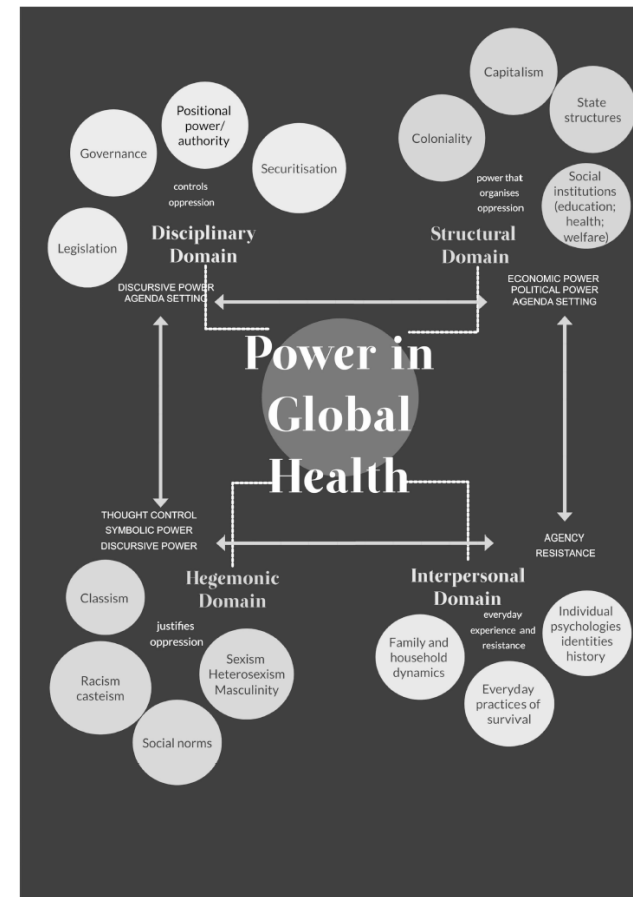 Positional
power/
authority
Governance
Securitisation
Legislation
controls
oppression
Disciplinary
Domain
DISCURSIVE POWER
AGENDA SETTING
Capitalism
State
structures
Coloniality
Social
institutions
(education;
health;
welfare)
power that
organises
oppression
Structural
Domain
ECONOMIC POWER
POLITICAL POWER
AGENDA SETTING
Power in
Global
Health
THOUGHT CONTROL
SYMBOLIC POWER
DISCURSIVE POWER
Hegemonic
Domain
justifies
oppression
Classism
Racism
casteism
Social norms
Sexism
Heterosexism
Masculinity
AGENCY
RESISTANCE
Interpersonal
Domain
everyday
experience and
resistance
Family and
household
dynamics
Everyday
practices of
survival
Individual
psychologies
identities
history